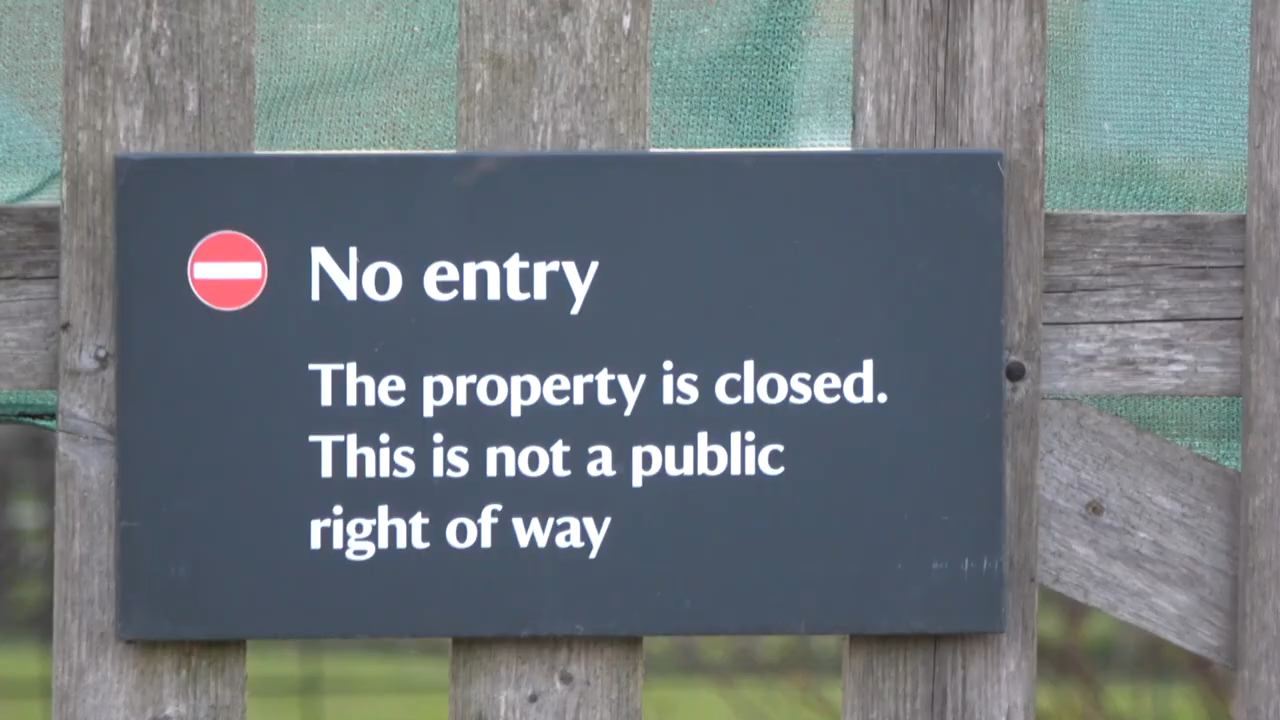 No entry
The property is closed.
This is not a public
right of way